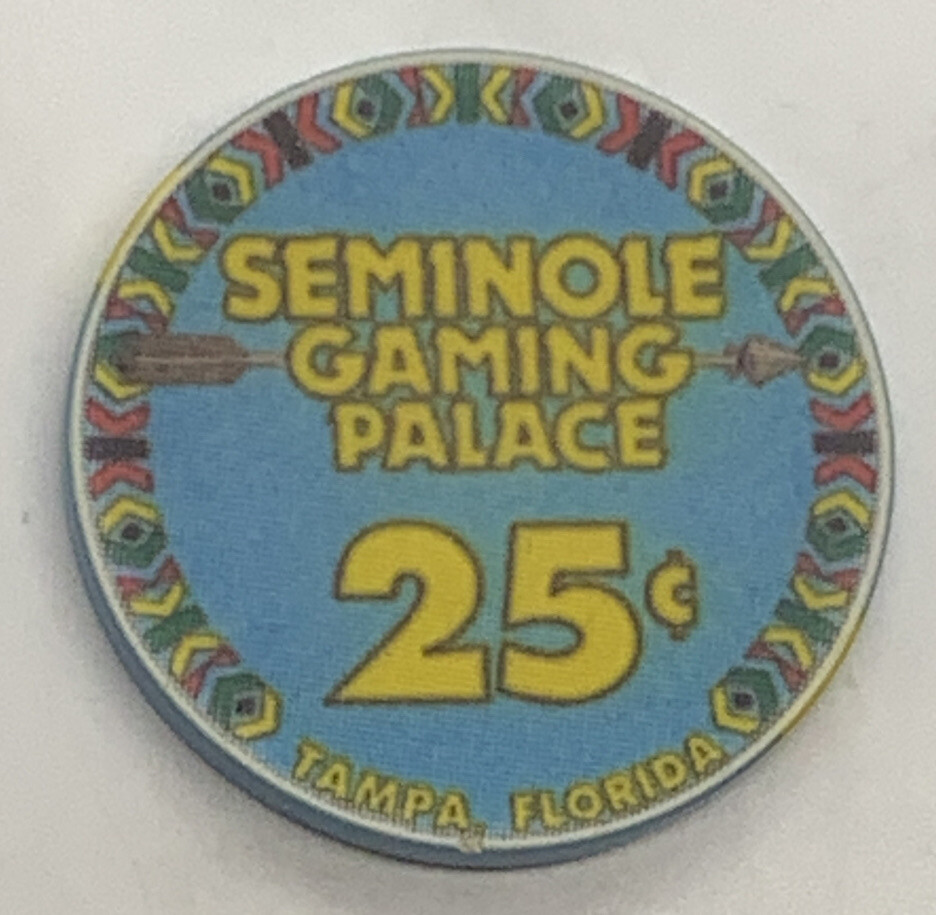 SEMINOLE
GAMING
PALACE
25¢
TAMPA, FLORIDA